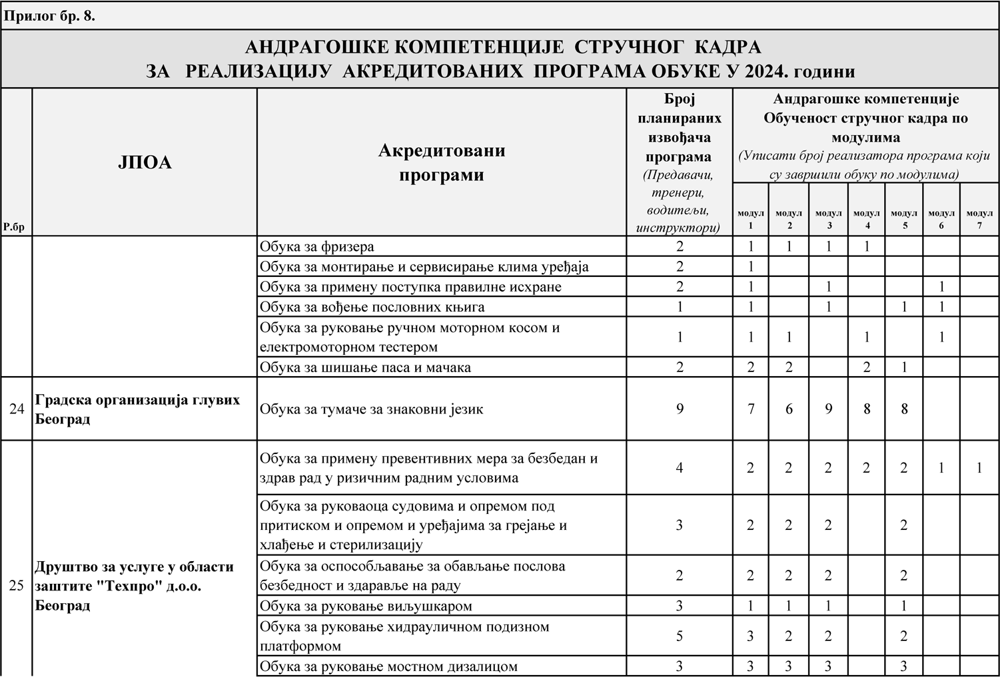 Прилог бр. 8.
АНДРАГОШКЕ КОМПЕТЕНЦИЈЕ СТРУЧНОГ КАДРА
ЗА РЕАЛИЗАЦИЈУ АКРЕДИТОВАНИХ ПРОГРАМА ОБУКЕ У 2024. години
Р.бр
ЈПОА
Акредитовани
програми
Број
планираних
извођача
програма
(Предавачи,
тренери,
водитељи,
инструктори)
Андрагошке компетенције
Обученост стручног кадра по
модулима
(Уписати број реализатора програма који
су завршили обуку по модулима)
модул модул модул модул модул модул модул
1 2 3 4 5 6 7
Обука за фризера 2 1 1 1 1
Обука за монтирање и сервисирање клима уређаја 2 1
Обука за примену поступка правилне исхране 2 1 1 1
Обука за вођење пословних књига 1 1 1 1 1
Обука за руковање ручном моторном косом и
електромоторном тестером 1 1 1 1 1
Обука за шишање паса и мачака 2 2 2 2 1
24 Градска организација глувих
Београд
Обука за тумаче за знаковни језик 9 7 6 9 8 8
25 Друштво за услуге у области
заштите "Техпро" д.о.о.
Београд
Обука за примену превентивних мера за безбедан и
здрав рад у ризичним радним условима 4 2 2 2 2 2 1 1
Обука за руковаоца судовима и опремом под
притиском и опремом и уређајима за грејање и 3 2 2 2 2
хлађење и стерилизацију
Обука за оспособљавање за обављање послова
безбедност и здаравље на раду 2 2 2 2 2
Обука за руковање виљушкаром 3 1 1 1 1
Обука за руковање хидрауличном подизном
платформом 5 3 2 2 2
Обука за руковање мостном дизалицом 3 3 3 3 3